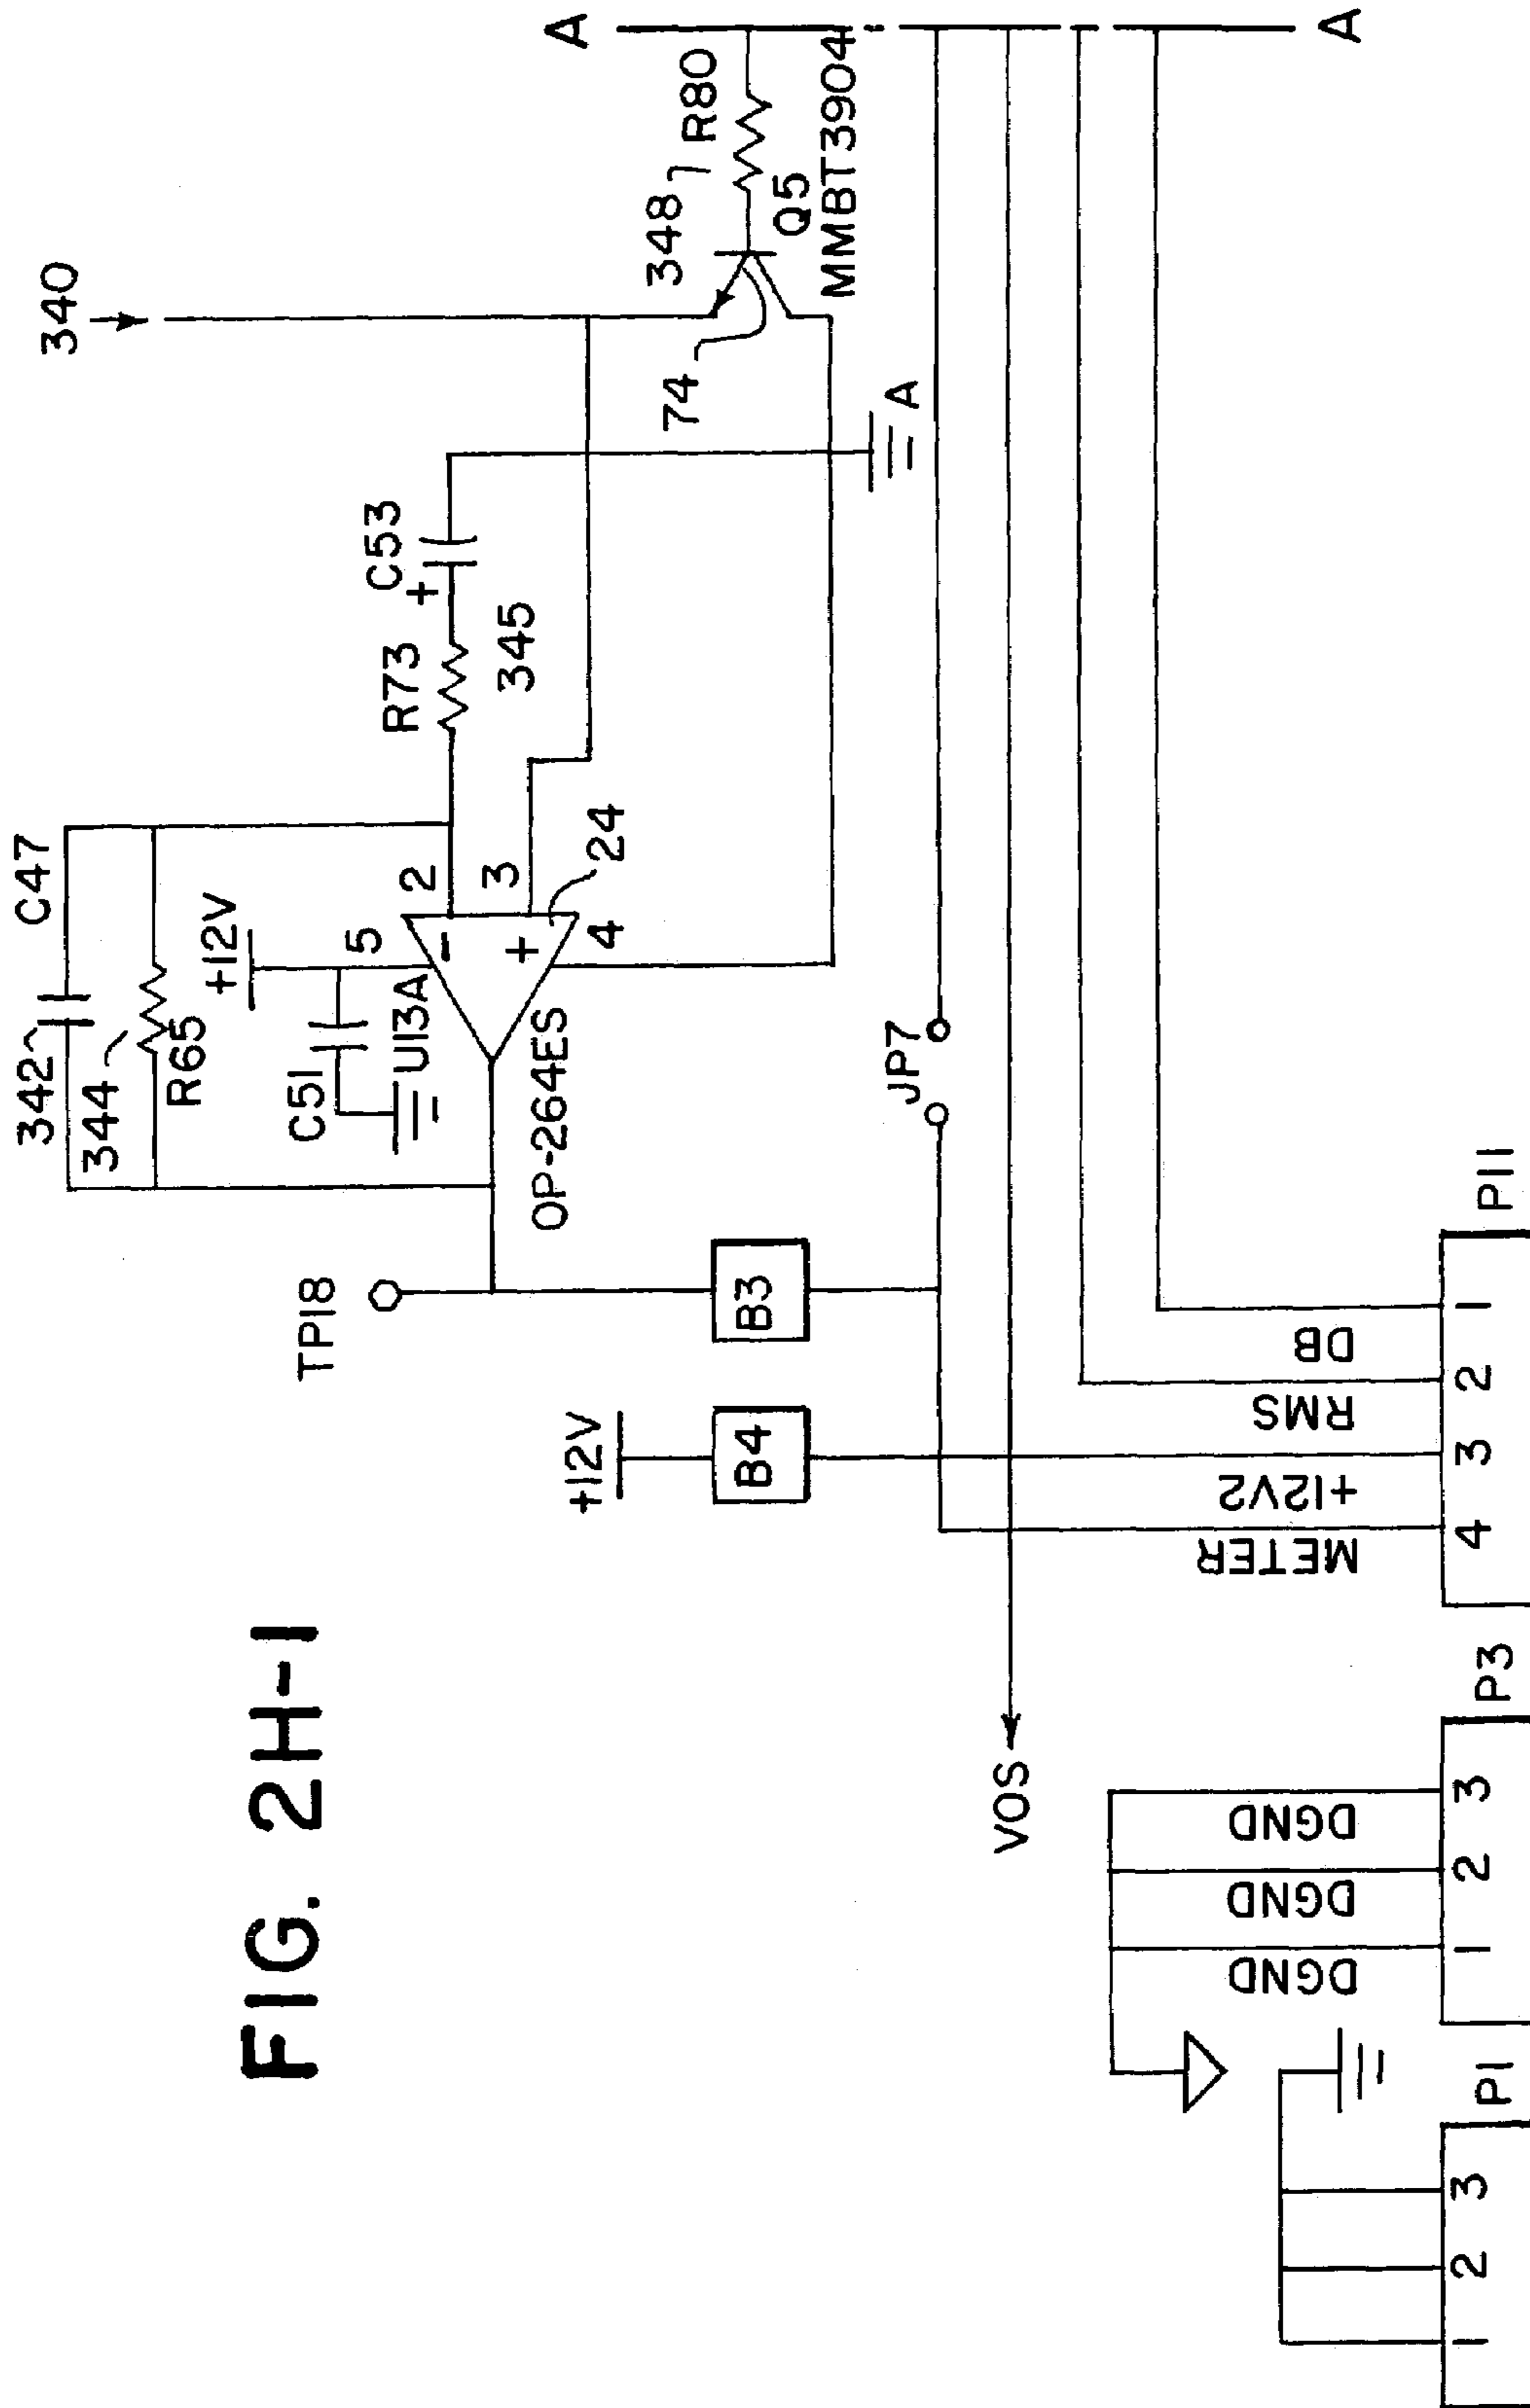 FIG. 2H-1
340
A
348
R80
Q5
MMBT3904
74
A
C53
+
R73
345
C47
342
344
R65
+12V
5
2
3
4
24
-
+
C51
U13A
OP-264ES
TP18
B3
+12V
B4
JP7
VOS
A
P11
DB
RMS
+12V2
METER
1
2
3
4
P3
DGND
DGND
DGND
3
2
1
P1
3
2
1